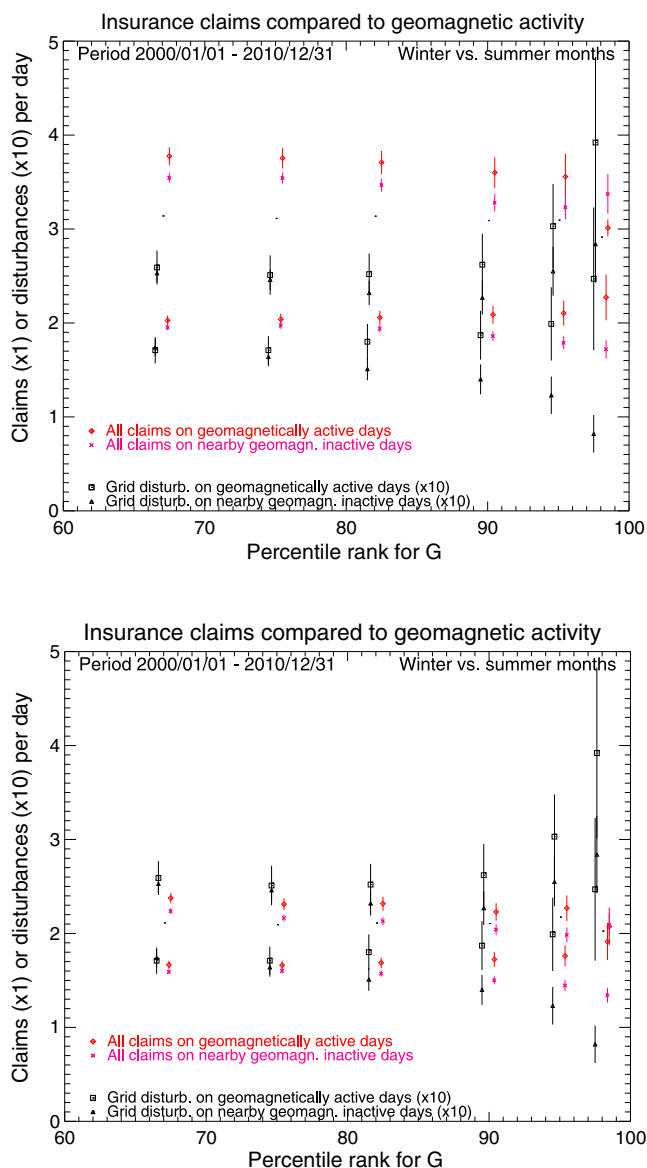 Insurance claims compared to geomagnetic activity
Period 2000/01/01 - 2010/12/31 Winter vs. summer months
5
4
3
2
1
0
Claims (x1) or disturbances (x10) per day
All claims on geomagnetically active days
All claims on nearby geomagn. inactive days
Grid disturb. on geomagnetically active days (x10)
Grid disturb. on nearby geomagn. inactive days (x10)
60 70 80 90 100
Percentile rank for G
Insurance claims compared to geomagnetic activity
Period 2000/01/01 - 2010/12/31 Winter vs. summer months
5
4
3
2
1
0
Claims (x1) or disturbances (x10) per day
All claims on geomagnetically active days
All claims on nearby geomagn. inactive days
Grid disturb. on geomagnetically active days (x10)
Grid disturb. on nearby geomagn. inactive days (x10)
60 70 80 90 100
Percentile rank for G